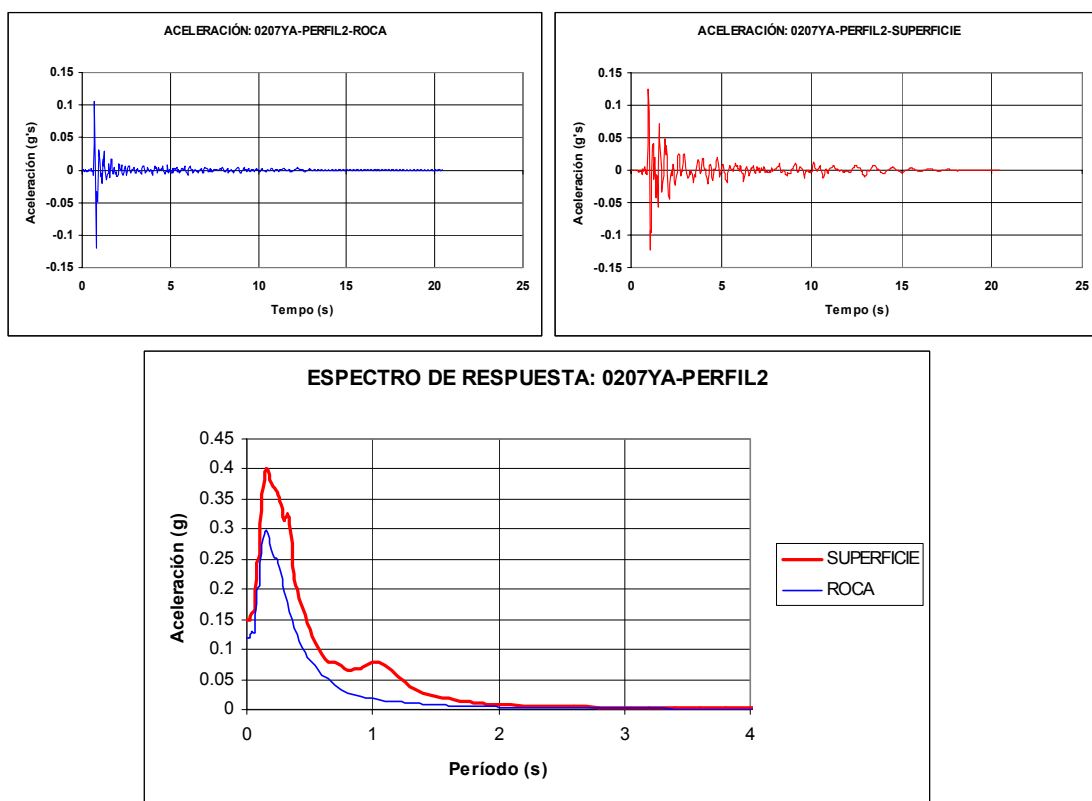 ACELERACIÓN: 0207YA-PERFIL2-ROCA
0.15
0.1
0.05
0
-0.05
-0.1
-0.15
0 5 10 15 20 25
Aceleración (g's)
Tempo (s)
ACELERACIÓN: 0207YA-PERFIL2-SUPERFICIE
0.15
0.1
0.05
0
-0.05
-0.1
-0.15
0 5 10 15 20 25
Aceleración (g's)
Tempo (s)
ESPECTRO DE RESPUESTA: 0207YA-PERFIL2
0.45
0.4
0.35
0.3
0.25
0.2
0.15
0.1
0.05
0
0 1 2 3 4
Aceleración (g)
Período (s)
SUPERFICIE
ROCA